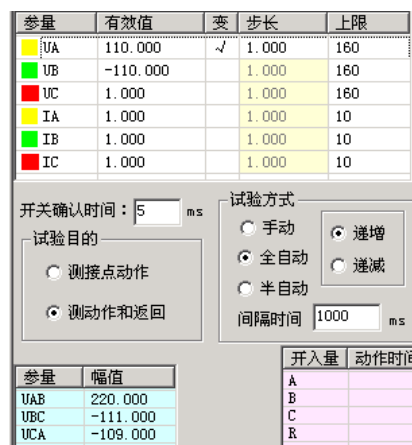 参量 有效值 变 步长 上限
UA 110.000 √ 1.000 160
UB -110.000 1.000 160
UC 1.000 1.000 160
IA 1.000 1.000 10
IB 1.000 1.000 10
IC 1.000 1.000 10
开关确认时间：5 ms
试验目的
测接点动作
测动作和返回
试验方式
手动
全自动
半自动
递增
递减
间隔时间 1000 ms
参量 幅值
UAB 220.000
UBC -111.000
UCA -109.000
开入量 动作时间
A
B
C
R